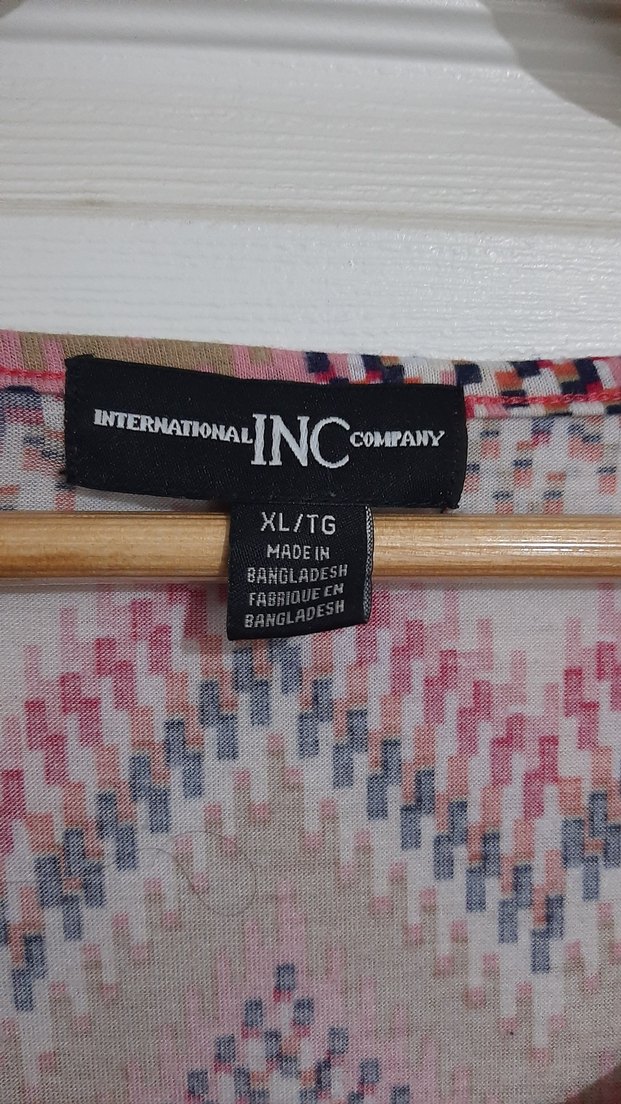 INTERNATIONAL INC COMPANY
XL/TG
MADE IN
BANGLADESH
FABRIQUE EN
BANGLADESH